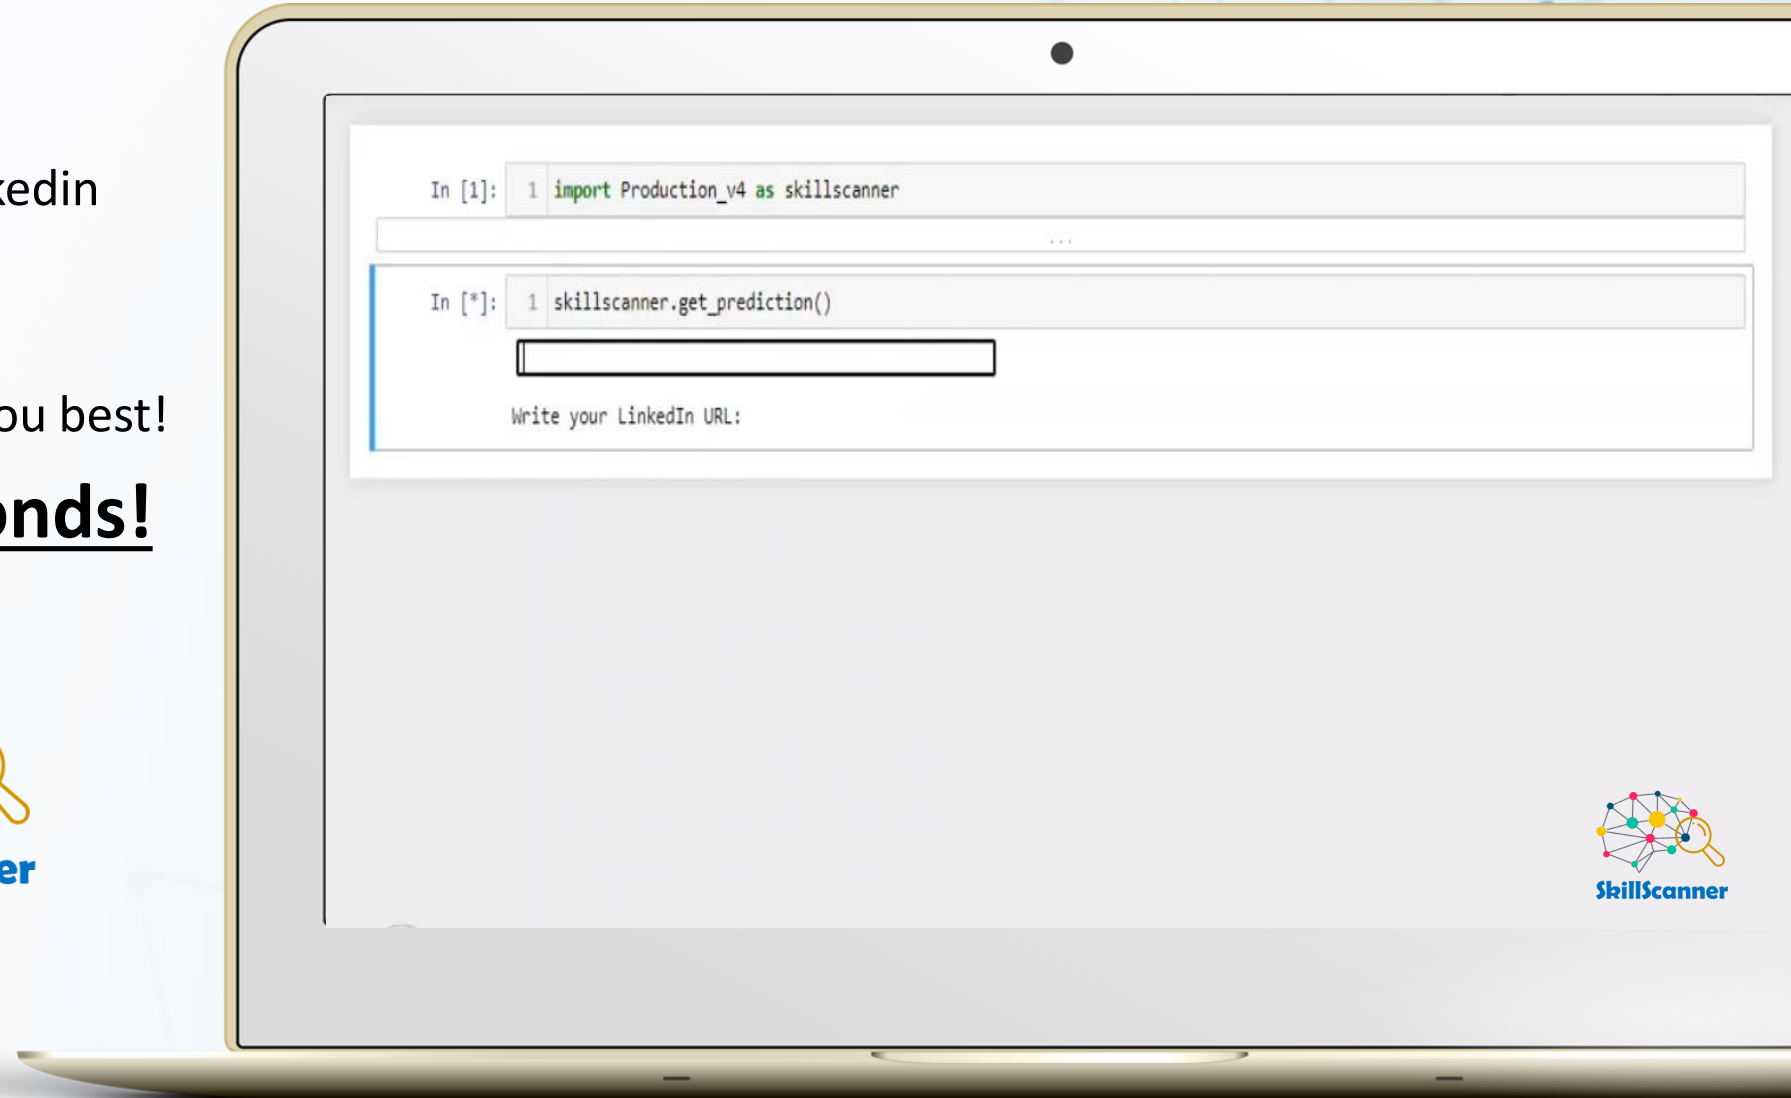 kedin
ou best!
onds!
er
In [1]: 1 import Production_v4 as skillscanner
...
In [*]: 1 skillscanner.get_prediction()
Write your LinkedIn URL:
SkillScanner